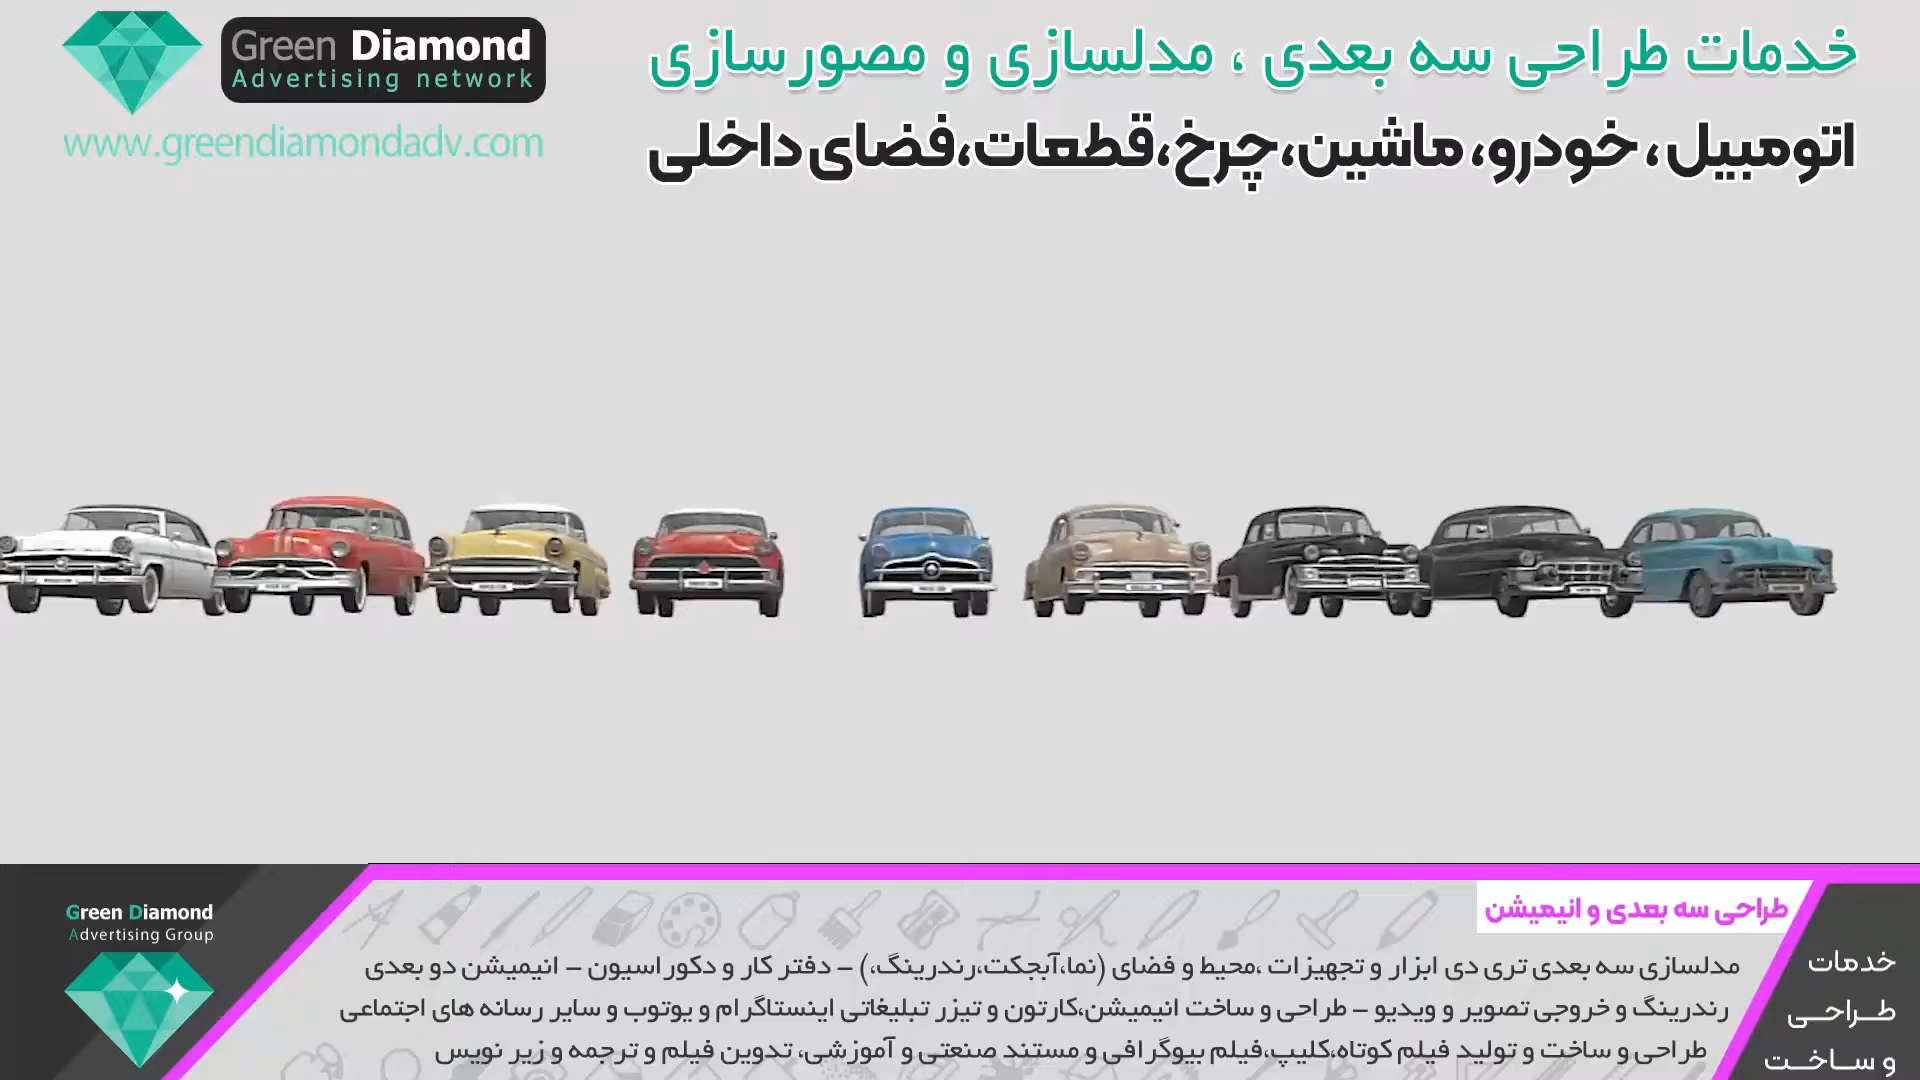 Green Diamond
Advertising network
www.greendiamondadv.com
خدمات طراحی سه بعدی ، مدلسازی و مصورسازی
اتومبیل، خودرو، ماشین،چرخ،قطعات،فضای داخلی
Green Diamond
Advertising Group
طراحی سه بعدی و انیمیشن
مدلسازی سه بعدی تری دی ابزار و تجهیزات ،محیط و فضای (نما،آبجکت،رندرینگ،) – دفتر کار و دکوراسیون – انیمیشن دو بعدی
رندرینگ و خروجی تصویر و ویدیو – طراحی و ساخت انیمیشن،کارتون و تیزر تبلیغاتی اینستاگرام و یوتوب و سایر رسانه های اجتماعی
طراحی و ساخت و تولید فیلم کوتاه،کلیپ،فیلم بیوگرافی و مستند صنعتی و آموزشی، تدوین فیلم و ترجمه و زیر نویس
خدمات
طــراحــی
و ســاخــت